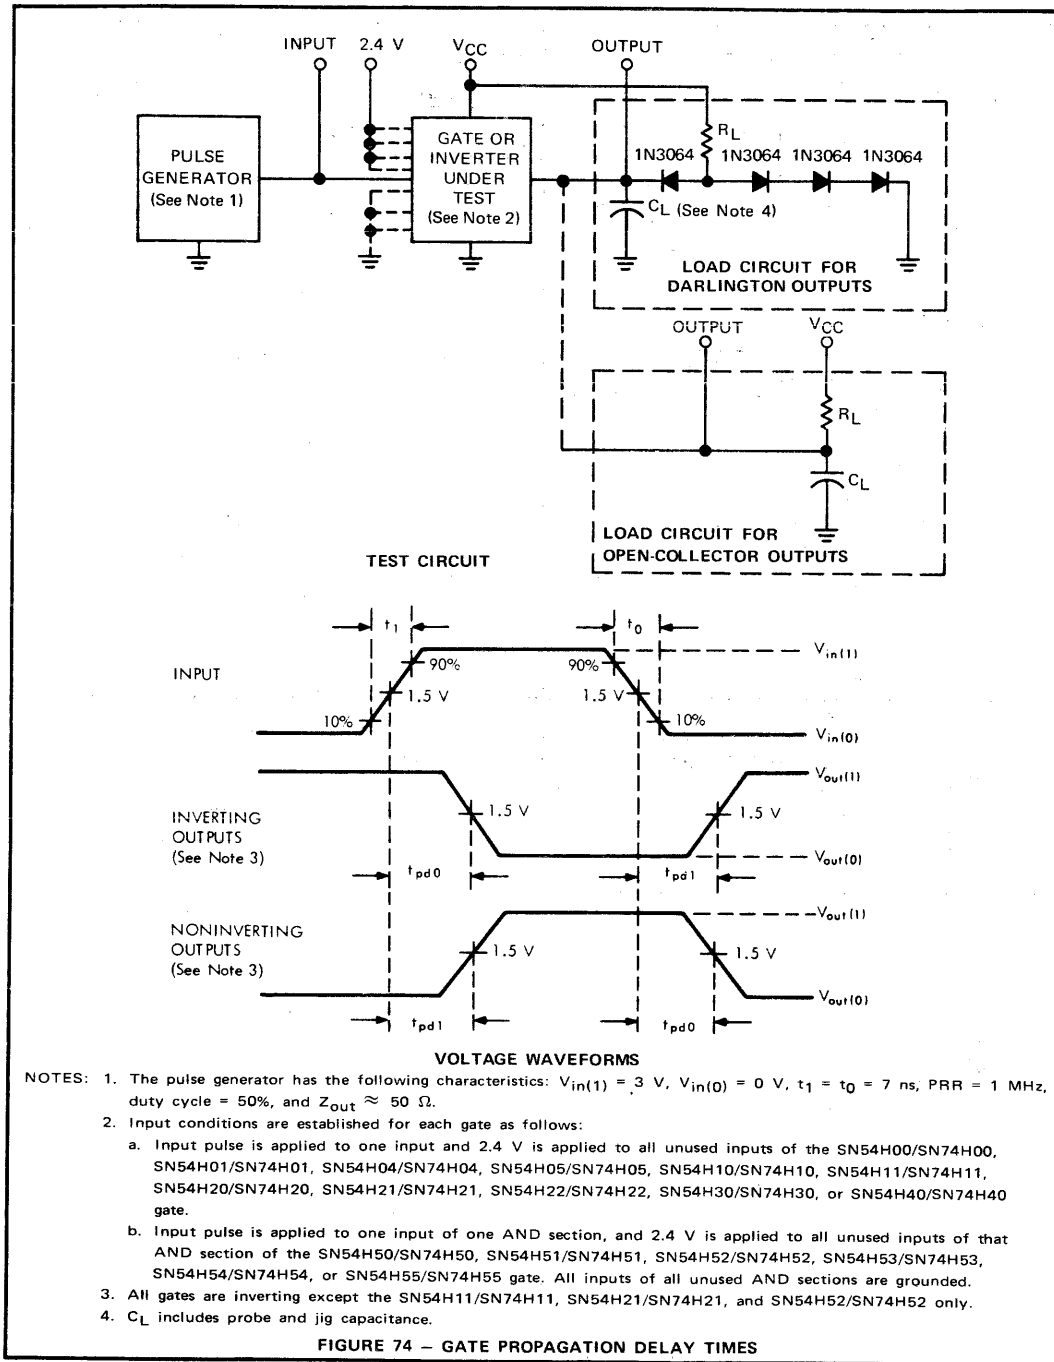 INPUT 2.4 V VCC OUTPUT
PULSE
GENERATOR
(See Note 1)
GATE OR
INVERTER
UNDER
TEST
(See Note 2)
RL
1N3064 1N3064 1N3064 1N3064
CL (See Note 4)
LOAD CIRCUIT FOR
DARLINGTON OUTPUTS
OUTPUT VCC
RL
CL
LOAD CIRCUIT FOR
OPEN-COLLECTOR OUTPUTS
TEST CIRCUIT
t1 t0
INPUT
90% 90% Vin(1)
1.5 V 1.5 V
10% 10% Vin(0)
Vout(1)
INVERTING
OUTPUTS
(See Note 3)
1.5 V 1.5 V
Vout(0)
tpd0 tpd1
Vout(1)
NONINVERTING
OUTPUTS
(See Note 3)
1.5 V 1.5 V
Vout(0)
tpd1 tpd0
VOLTAGE WAVEFORMS
NOTES: 1. The pulse generator has the following characteristics: Vin(1) = 3 V, Vin(0) = 0 V, t1 = t0 = 7 ns, PRR = 1 MHz,
duty cycle = 50%, and Zout ≈ 50 Ω.
2. Input conditions are established for each gate as follows:
a. Input pulse is applied to one input and 2.4 V is applied to all unused inputs of the SN54H00/SN74H00,
SN54H01/SN74H01, SN54H04/SN74H04, SN54H05/SN74H05, SN54H10/SN74H10, SN54H11/SN74H11,
SN54H20/SN74H20, SN54H21/SN74H21, SN54H22/SN74H22, SN54H30/SN74H30, or SN54H40/SN74H40
gate.
b. Input pulse is applied to one input of one AND section, and 2.4 V is applied to all unused inputs of that
AND section of the SN54H50/SN74H50, SN54H51/SN74H51, SN54H52/SN74H52, SN54H53/SN74H53,
SN54H54/SN74H54, or SN54H55/SN74H55 gate. All inputs of all unused AND sections are grounded.
3. All gates are inverting except the SN54H11/SN74H11, SN54H21/SN74H21, and SN54H52/SN74H52 only.
4. CL includes probe and jig capacitance.
FIGURE 74 – GATE PROPAGATION DELAY TIMES